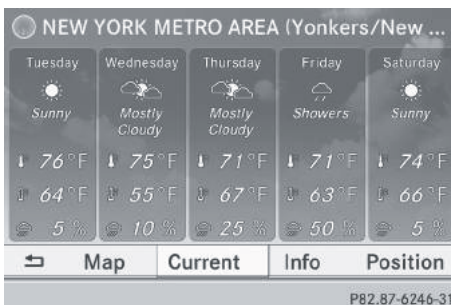 NEW YORK METRO AREA (Yonkers/New ...
Tuesday Wednesday Thursday Friday Saturday
Sunny Mostly Cloudy Mostly Cloudy Showers Sunny
76°F 75°F 71°F 71°F 74°F
64°F 55°F 67°F 63°F 66°F
5 % 10 % 25 % 50 % 5 %
Map Current Info Position
P82.87-6246-31